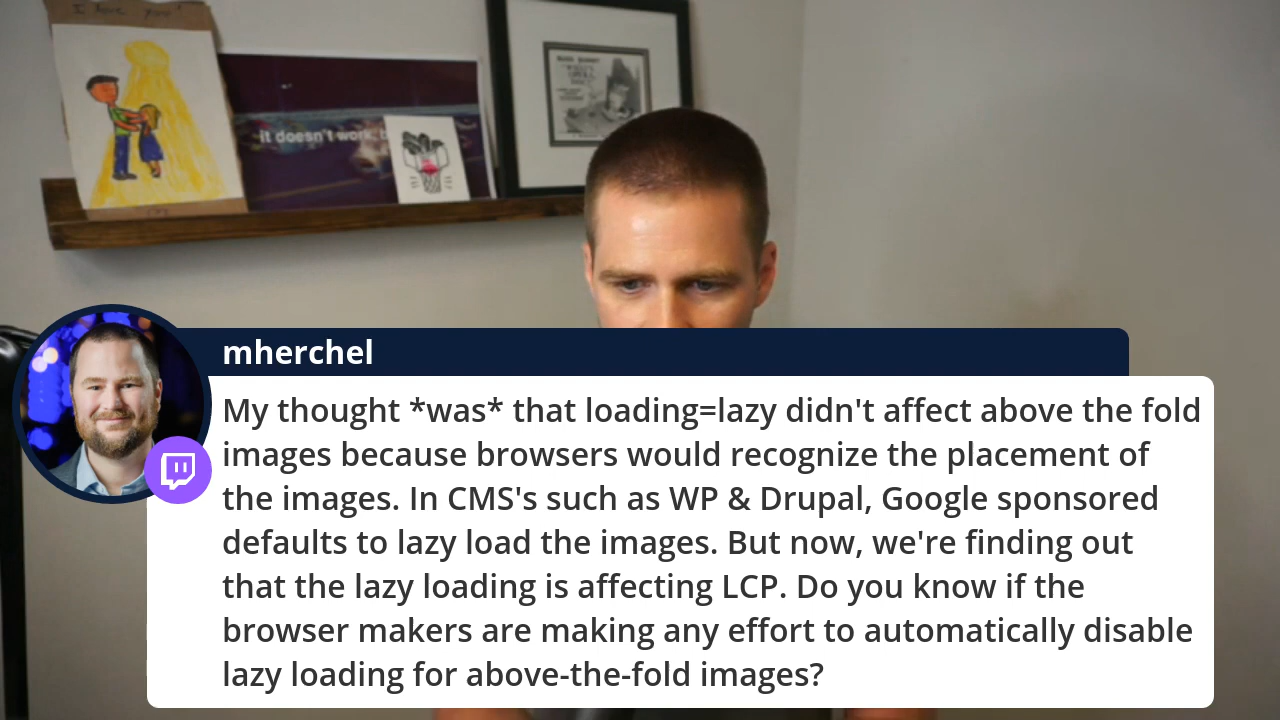 I love you!
it doesn't work, b
mherchel
My thought *was* that loading=lazy didn't affect above the fold
images because browsers would recognize the placement of
the images. In CMS's such as WP & Drupal, Google sponsored
defaults to lazy load the images. But now, we're finding out
that the lazy loading is affecting LCP. Do you know if the
browser makers are making any effort to automatically disable
lazy loading for above-the-fold images?